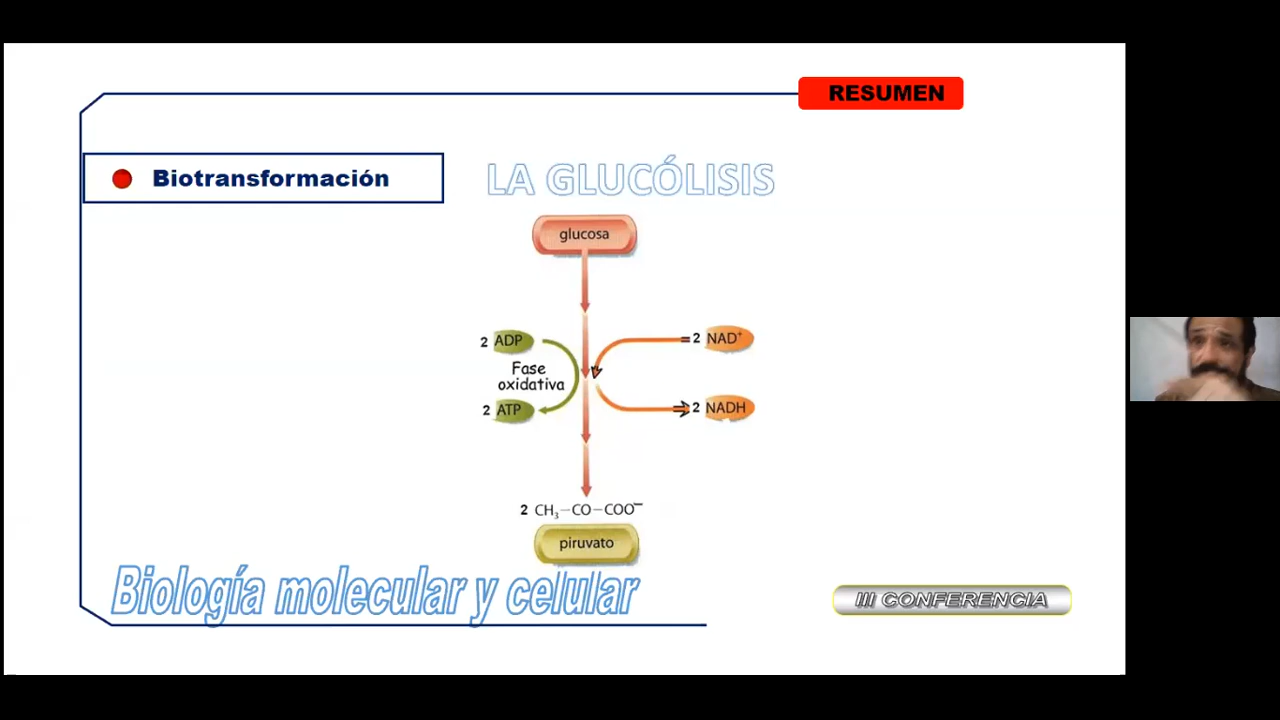 RESUMEN
Biotransformación
LA GLUCÓLISIS
glucosa
2 ADP
= 2 NAD⁺
Fase
oxidativa
2 ATP
2 NADH
2 CH₃–CO–COO⁻
piruvato
Biología molecular y celular
III CONFERENCIA